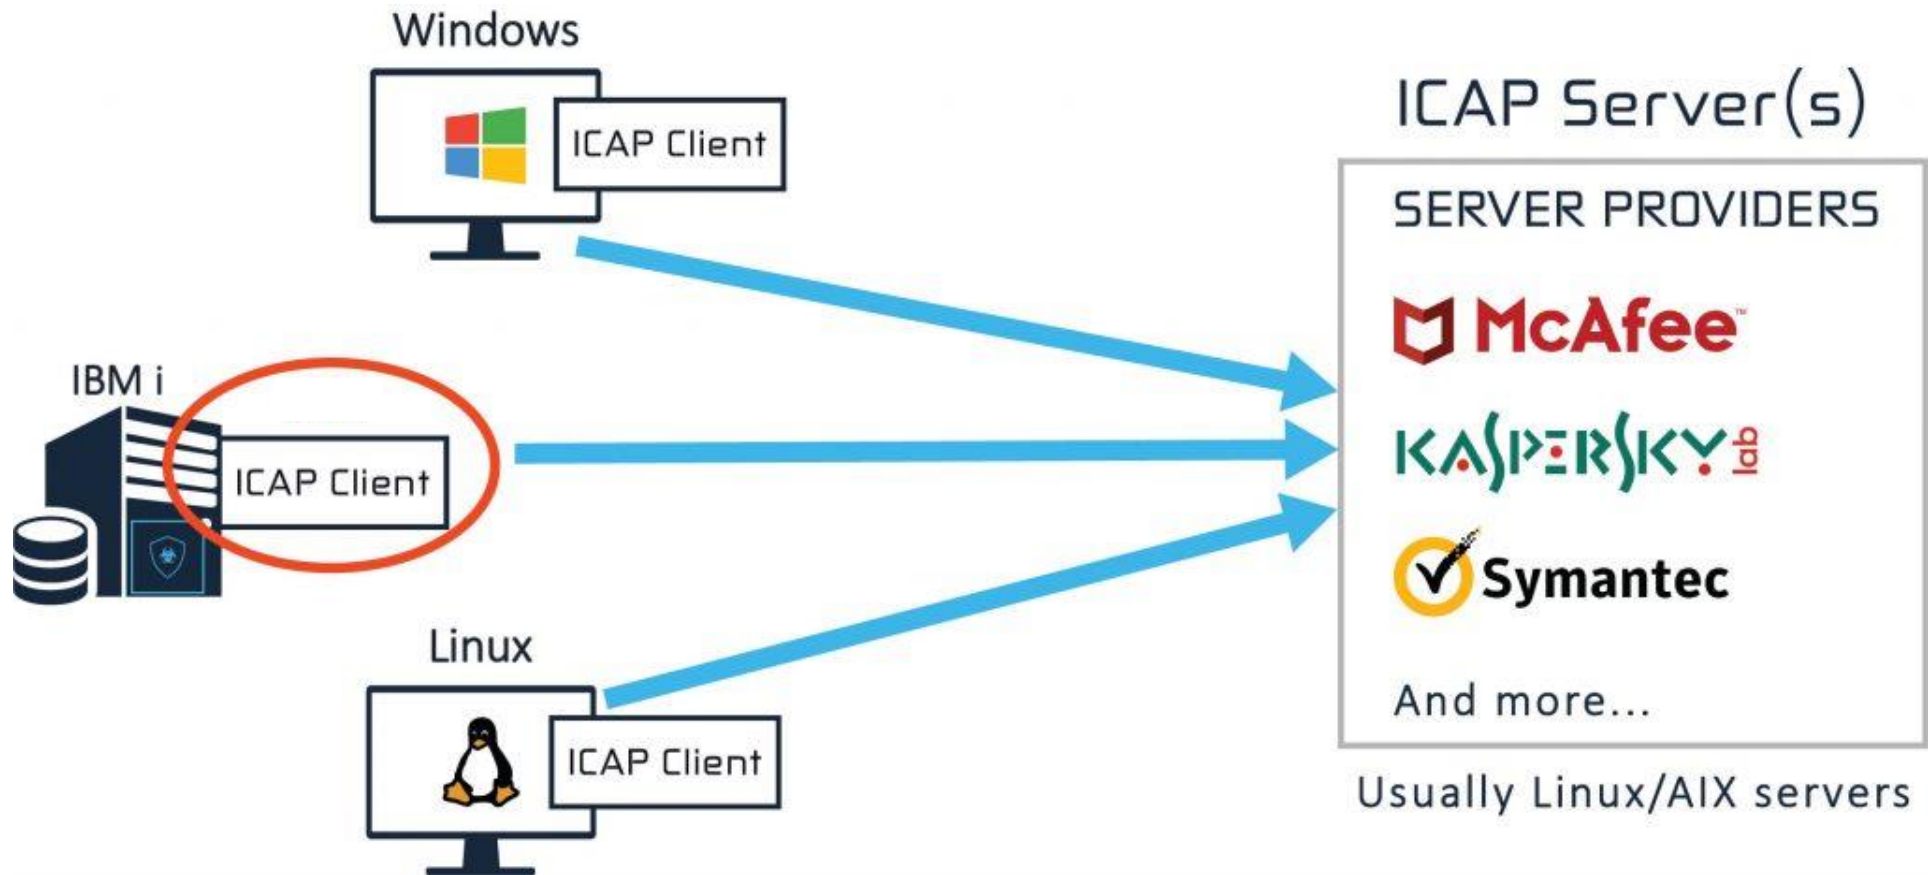 Windows
ICAP Client
IBM i
ICAP Client
Linux
ICAP Client
ICAP Server(s)
SERVER PROVIDERS
McAfee™
KASPERSKY lab
Symantec
And more...
Usually Linux/AIX servers